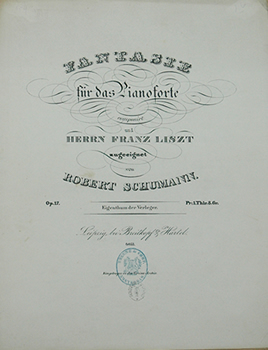 FANTASIE
für das Pianoforte
componirt
und
HERRN FRANZ LISZT
zugeeignet
von
ROBERT SCHUMANN.
Op.17. Pr. 1 Thlr. 8 Gr.
Eigenthum der Verleger.
Leipzig, bei Breitkopf & Härtel.